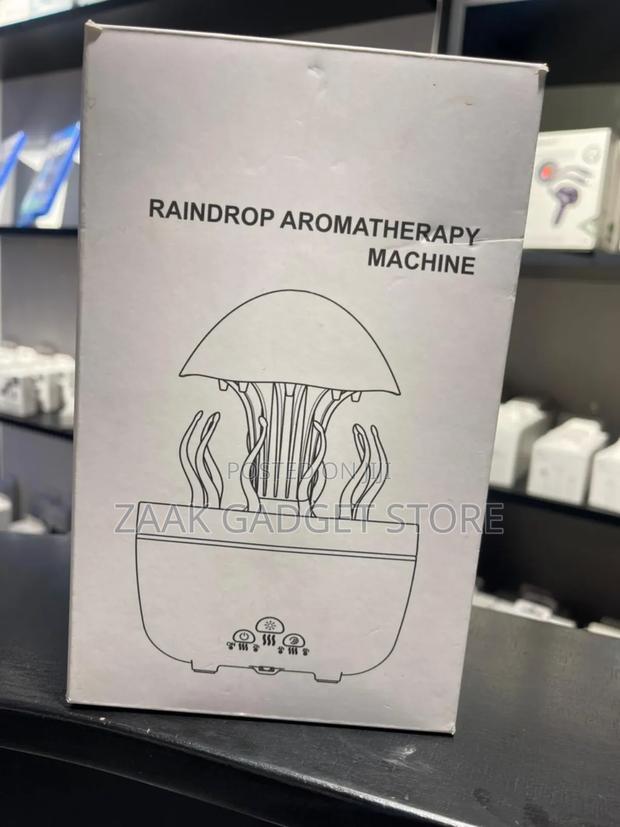 RAINDROP AROMATHERAPY
MACHINE
POSTED ON JIJI
ZAAK GADGET STORE